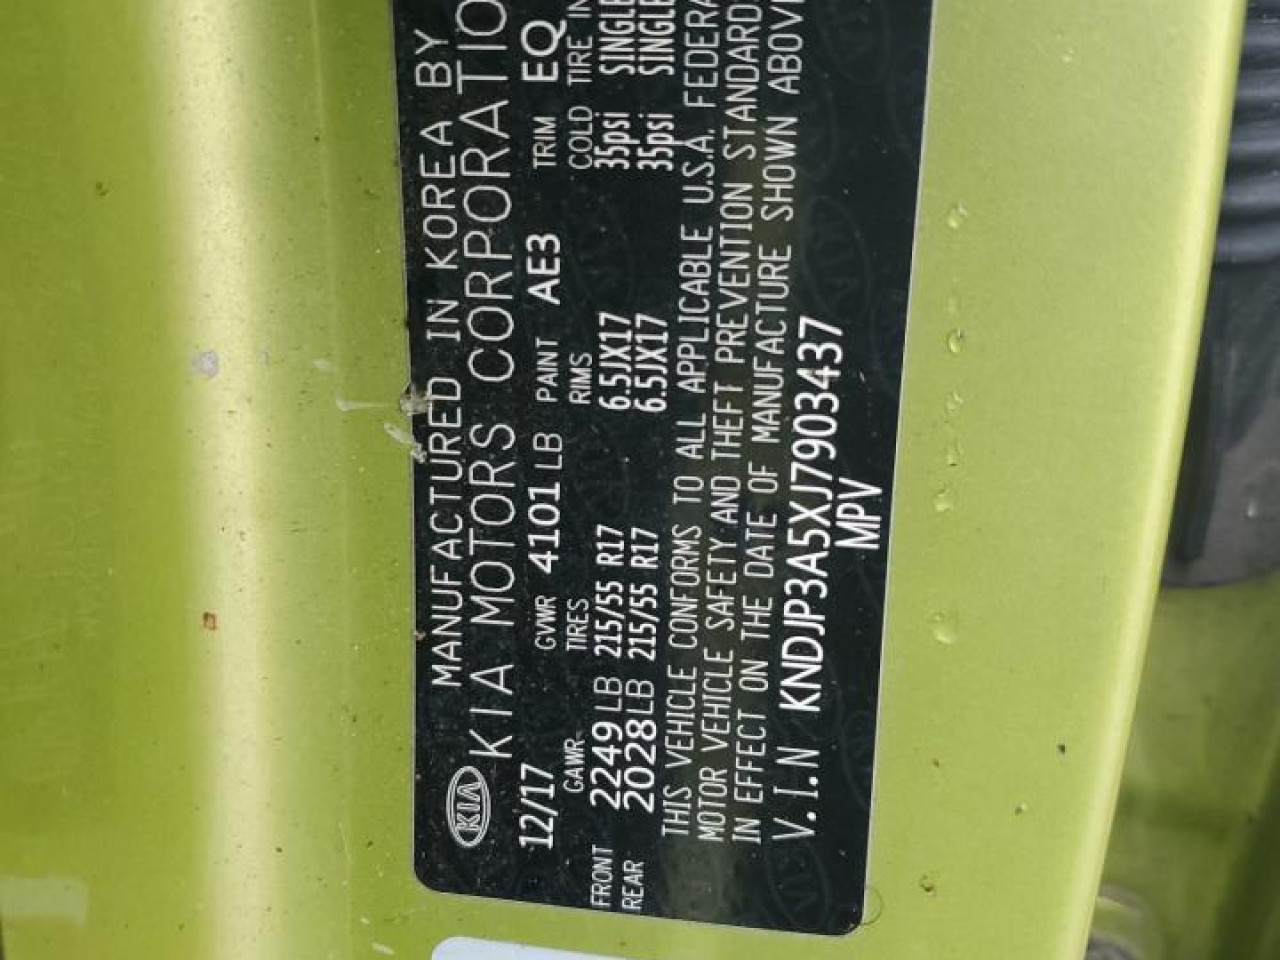 KIA
MANUFACTURED IN KOREA BY
KIA MOTORS CORPORATIO
12/17 GVWR 4101 LB PAINT AE3 TRIM EQ
GAWR TIRES RIMS COLD TIRE IN
FRONT 2249 LB 215/55 R17 6.5JX17 35psi SINGLE
REAR 2028 LB 215/55 R17 6.5JX17 35psi SINGLE
THIS VEHICLE CONFORMS TO ALL APPLICABLE U.S.A. FEDERA
MOTOR VEHICLE SAFETY AND THEFT PREVENTION STANDARD
IN EFFECT ON THE DATE OF MANUFACTURE SHOWN ABOVE
V.I.N KNDJP3A5XJ7903437
MPV